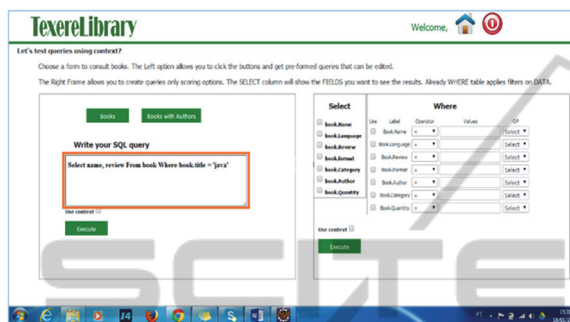 TexereLibrary
Welcome,
Let's test queries using context?
Choose a form to consult books. The Left option allows you to click the buttons and get pre-formed queries that can be edited.
The Right Frame allows you to create queries only scoring options. The SELECT column will show the FIELDS you want to see the results. Already WHERE table applies filters on DATA.
Books
Books with Authors
Write your SQL query
Select name, review From book Where book.title = 'java'
Use context
Execute
Select
Where
Use Label Operator Values OP
book.Name
book.Language
book.Review
book.Format
book.Category
book.Author
book.Quantity
Book.Name = Select
Book.Language = Select
Book.Review = Select
Book.Format = Select
Book.Author = Select
Book.Category = Select
Book.Quantity = Select
Use context
Execute
SCITE
PT